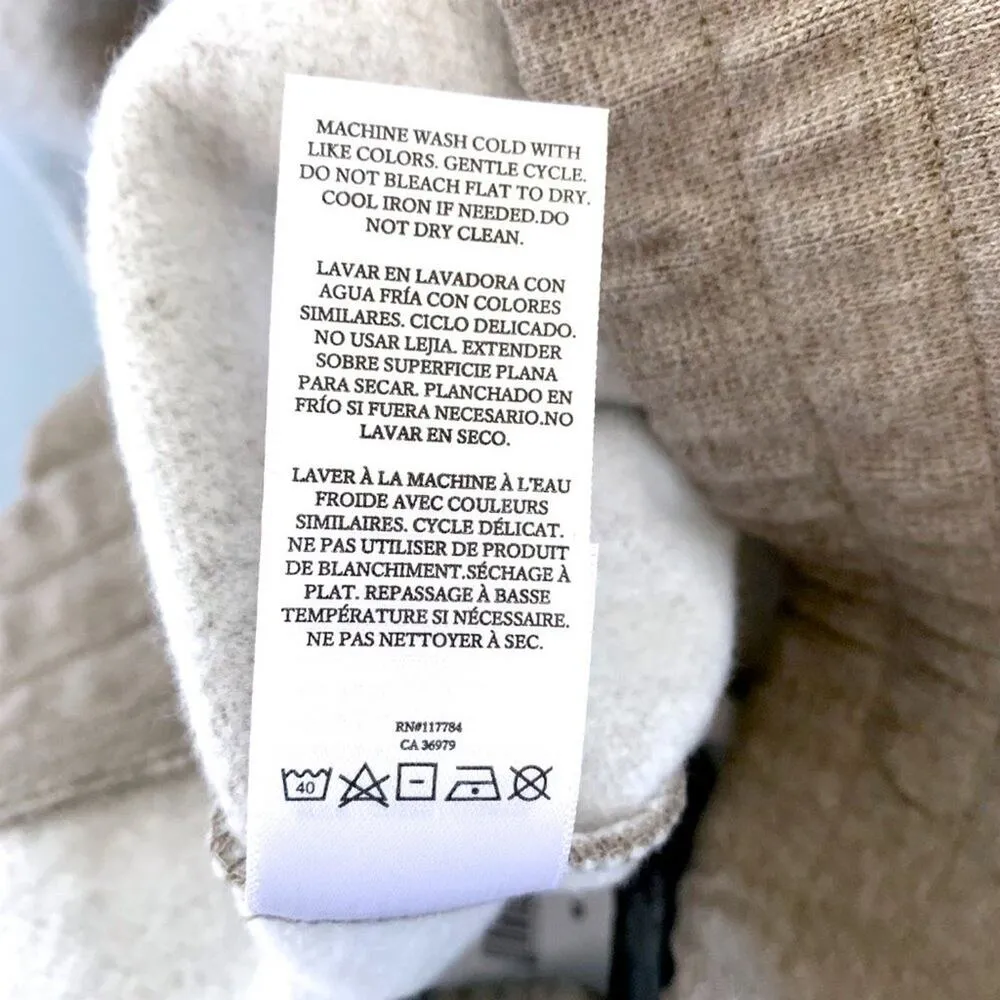 MACHINE WASH COLD WITH
LIKE COLORS. GENTLE CYCLE.
DO NOT BLEACH FLAT TO DRY.
COOL IRON IF NEEDED.DO
NOT DRY CLEAN.
LAVAR EN LAVADORA CON
AGUA FRÍA CON COLORES
SIMILARES. CICLO DELICADO.
NO USAR LEJIA. EXTENDER
SOBRE SUPERFICIE PLANA
PARA SECAR. PLANCHADO EN
FRÍO SI FUERA NECESARIO.NO
LAVAR EN SECO.
LAVER À LA MACHINE À L'EAU
FROIDE AVEC COULEURS
SIMILAIRES. CYCLE DÉLICAT.
NE PAS UTILISER DE PRODUIT
DE BLANCHIMENT.SÉCHAGE À
PLAT. REPASSAGE À BASSE
TEMPÉRATURE SI NÉCESSAIRE.
NE PAS NETTOYER À SEC.
RN#117784
CA 36979
40